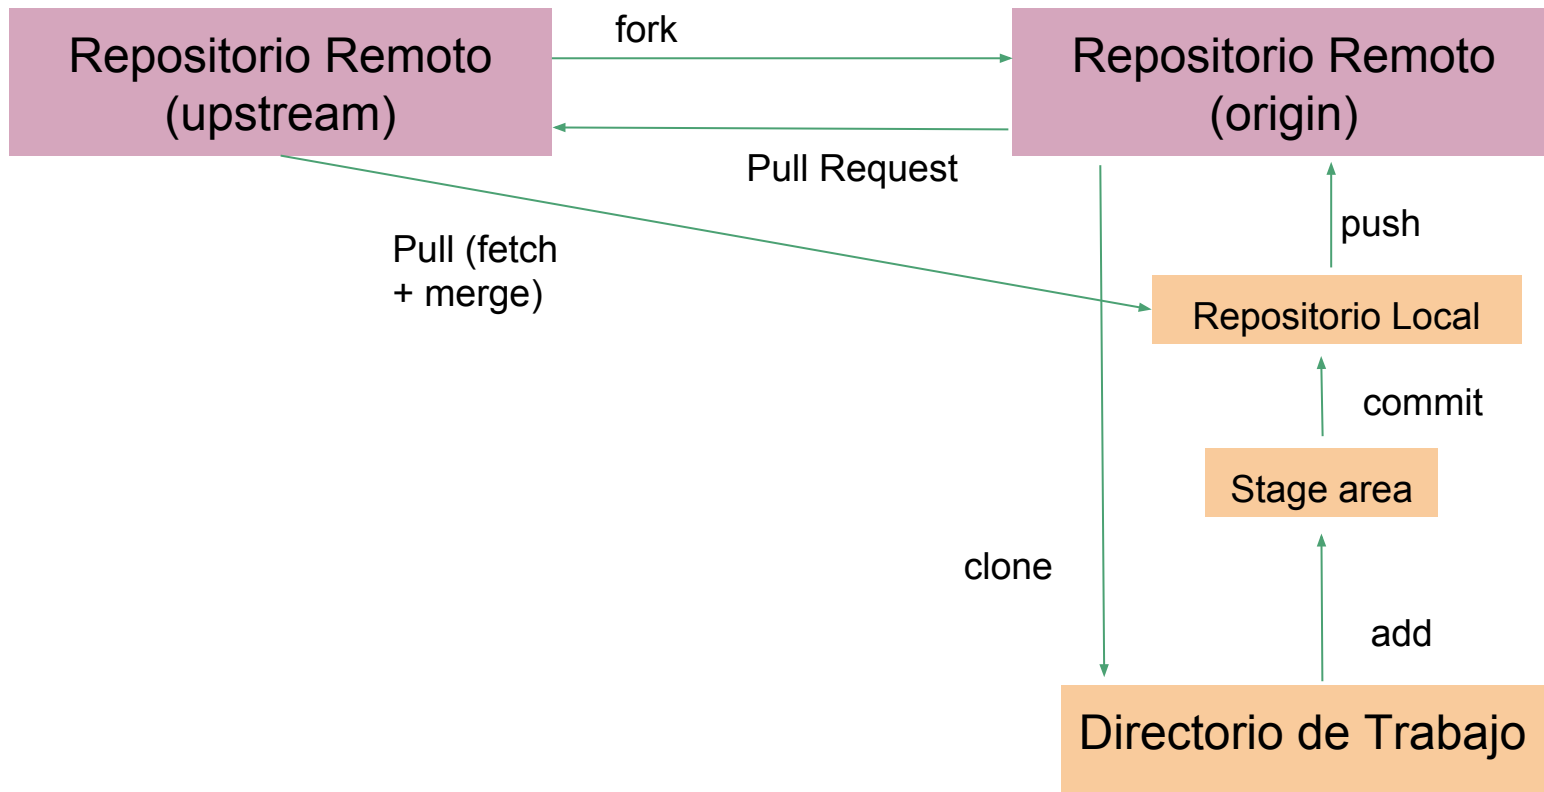 Repositorio Remoto
(upstream)
fork
Repositorio Remoto
(origin)
Pull Request
Pull (fetch
+ merge)
push
Repositorio Local
commit
Stage area
clone
add
Directorio de Trabajo